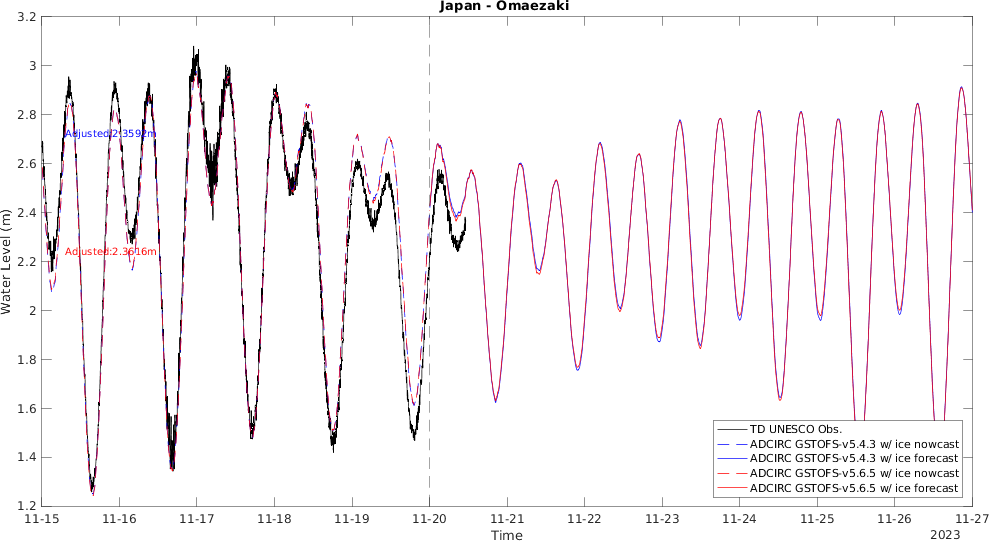 Japan - Omaezaki
3.2
3
2.8
2.6
2.4
2.2
2
1.8
1.6
1.4
1.2
Water Level (m)
Adjusted:2.3592m
Adjusted:2.3616m
TD UNESCO Obs.
ADCIRC GSTOFS-v5.4.3 w/ ice nowcast
ADCIRC GSTOFS-v5.4.3 w/ ice forecast
ADCIRC GSTOFS-v5.6.5 w/ ice nowcast
ADCIRC GSTOFS-v5.6.5 w/ ice forecast
11-15 11-16 11-17 11-18 11-19 11-20 11-21 11-22 11-23 11-24 11-25 11-26 11-27
Time
2023